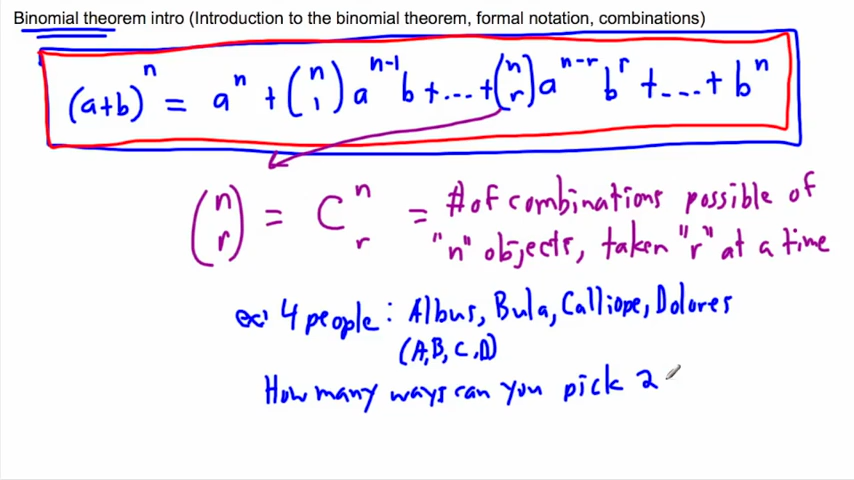 Binomial theorem intro (Introduction to the binomial theorem, formal notation, combinations)
(a+b)^n = a^n + (n 1) a^(n-1) b + ... + (n r) a^(n-r) b^r + ... + b^n
(n r) = C^n_r = # of combinations possible of
"n" objects, taken "r" at a time
ex: 4 people: Albus, Bula, Calliope, Dolores
(A, B, C, D)
How many ways can you pick 2